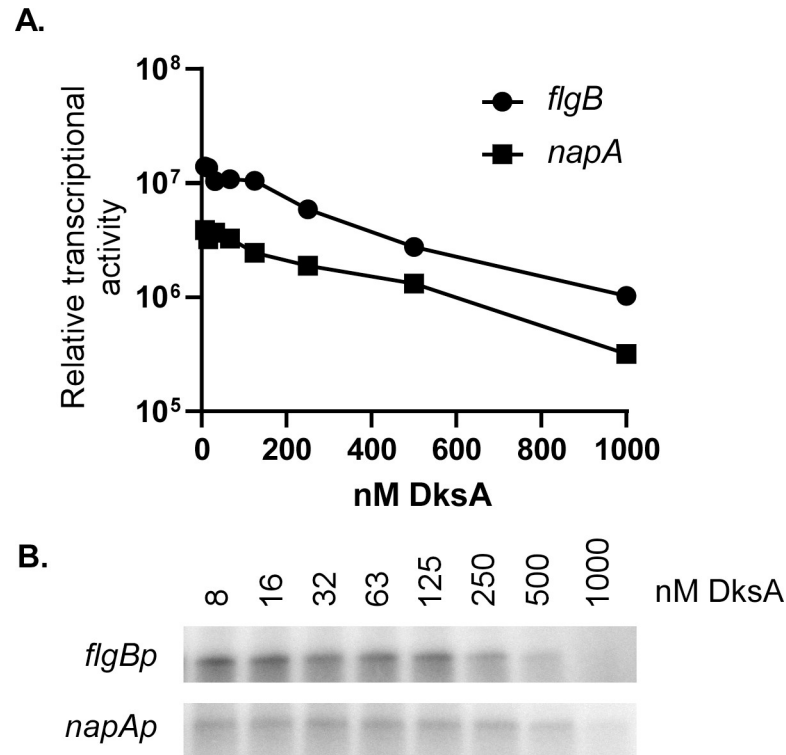 A.
Relative transcriptional
activity
10⁸
10⁷
10⁶
10⁵
flgB
napA
0 200 400 600 800 1000
nM DksA
B.
8 16 32 63 125 250 500 1000 nM DksA
flgBp
napAp